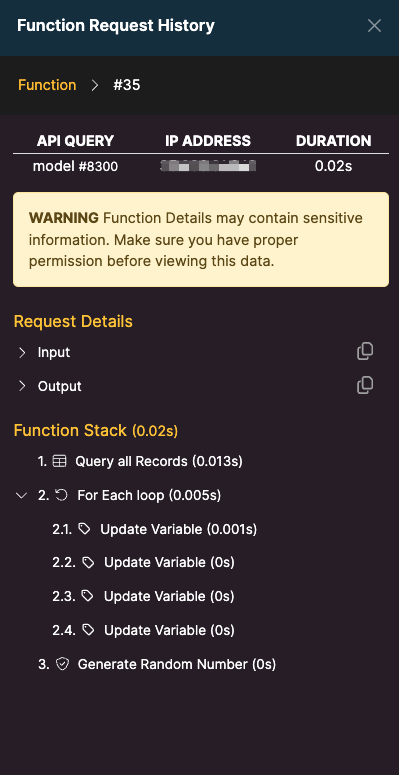 Function Request History
Function > #35
API QUERY IP ADDRESS DURATION
model #8300 0.02s
WARNING Function Details may contain sensitive
information. Make sure you have proper
permission before viewing this data.
Request Details
Input
Output
Function Stack (0.02s)
1. Query all Records (0.013s)
2. For Each loop (0.005s)
2.1. Update Variable (0.001s)
2.2. Update Variable (0s)
2.3. Update Variable (0s)
2.4. Update Variable (0s)
3. Generate Random Number (0s)